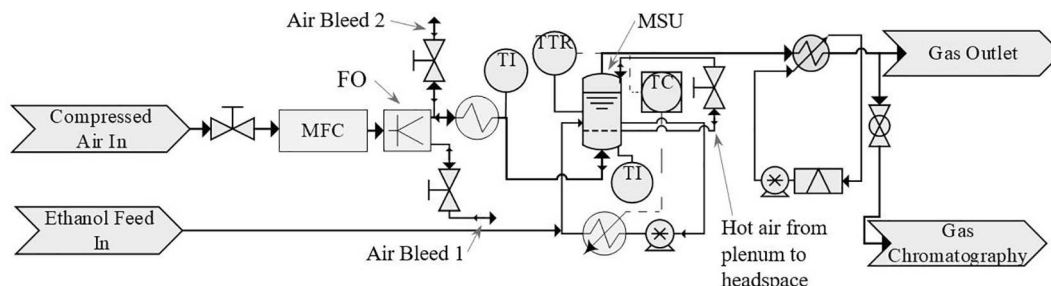 Air Bleed 2
MSU
TTR
TI
FO
TC
Gas Outlet
Compressed
Air In
MFC
TI
Ethanol Feed
In
Air Bleed 1
Hot air from
plenum to
headspace
Gas
Chromatography